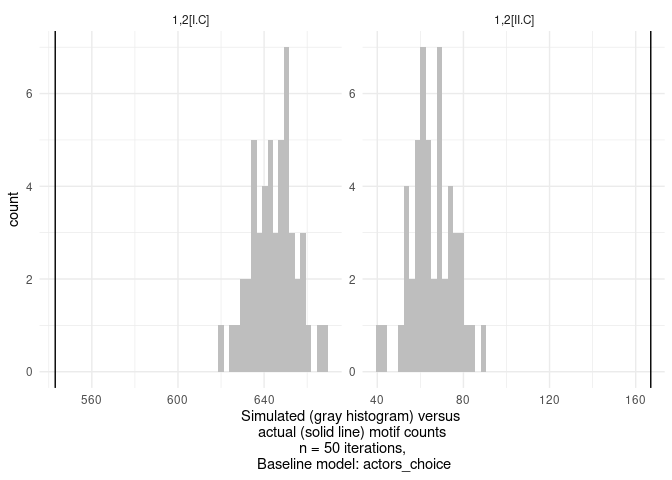 1,2[I.C]
1,2[II.C]
count
6
4
2
0
6
4
2
0
560
600
640
40
80
120
160
Simulated (gray histogram) versus
actual (solid line) motif counts
n = 50 iterations,
Baseline model: actors_choice